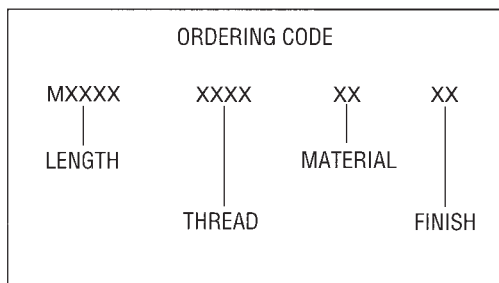 ORDERING CODE
MXXXX XXXX XX XX
LENGTH MATERIAL
THREAD FINISH